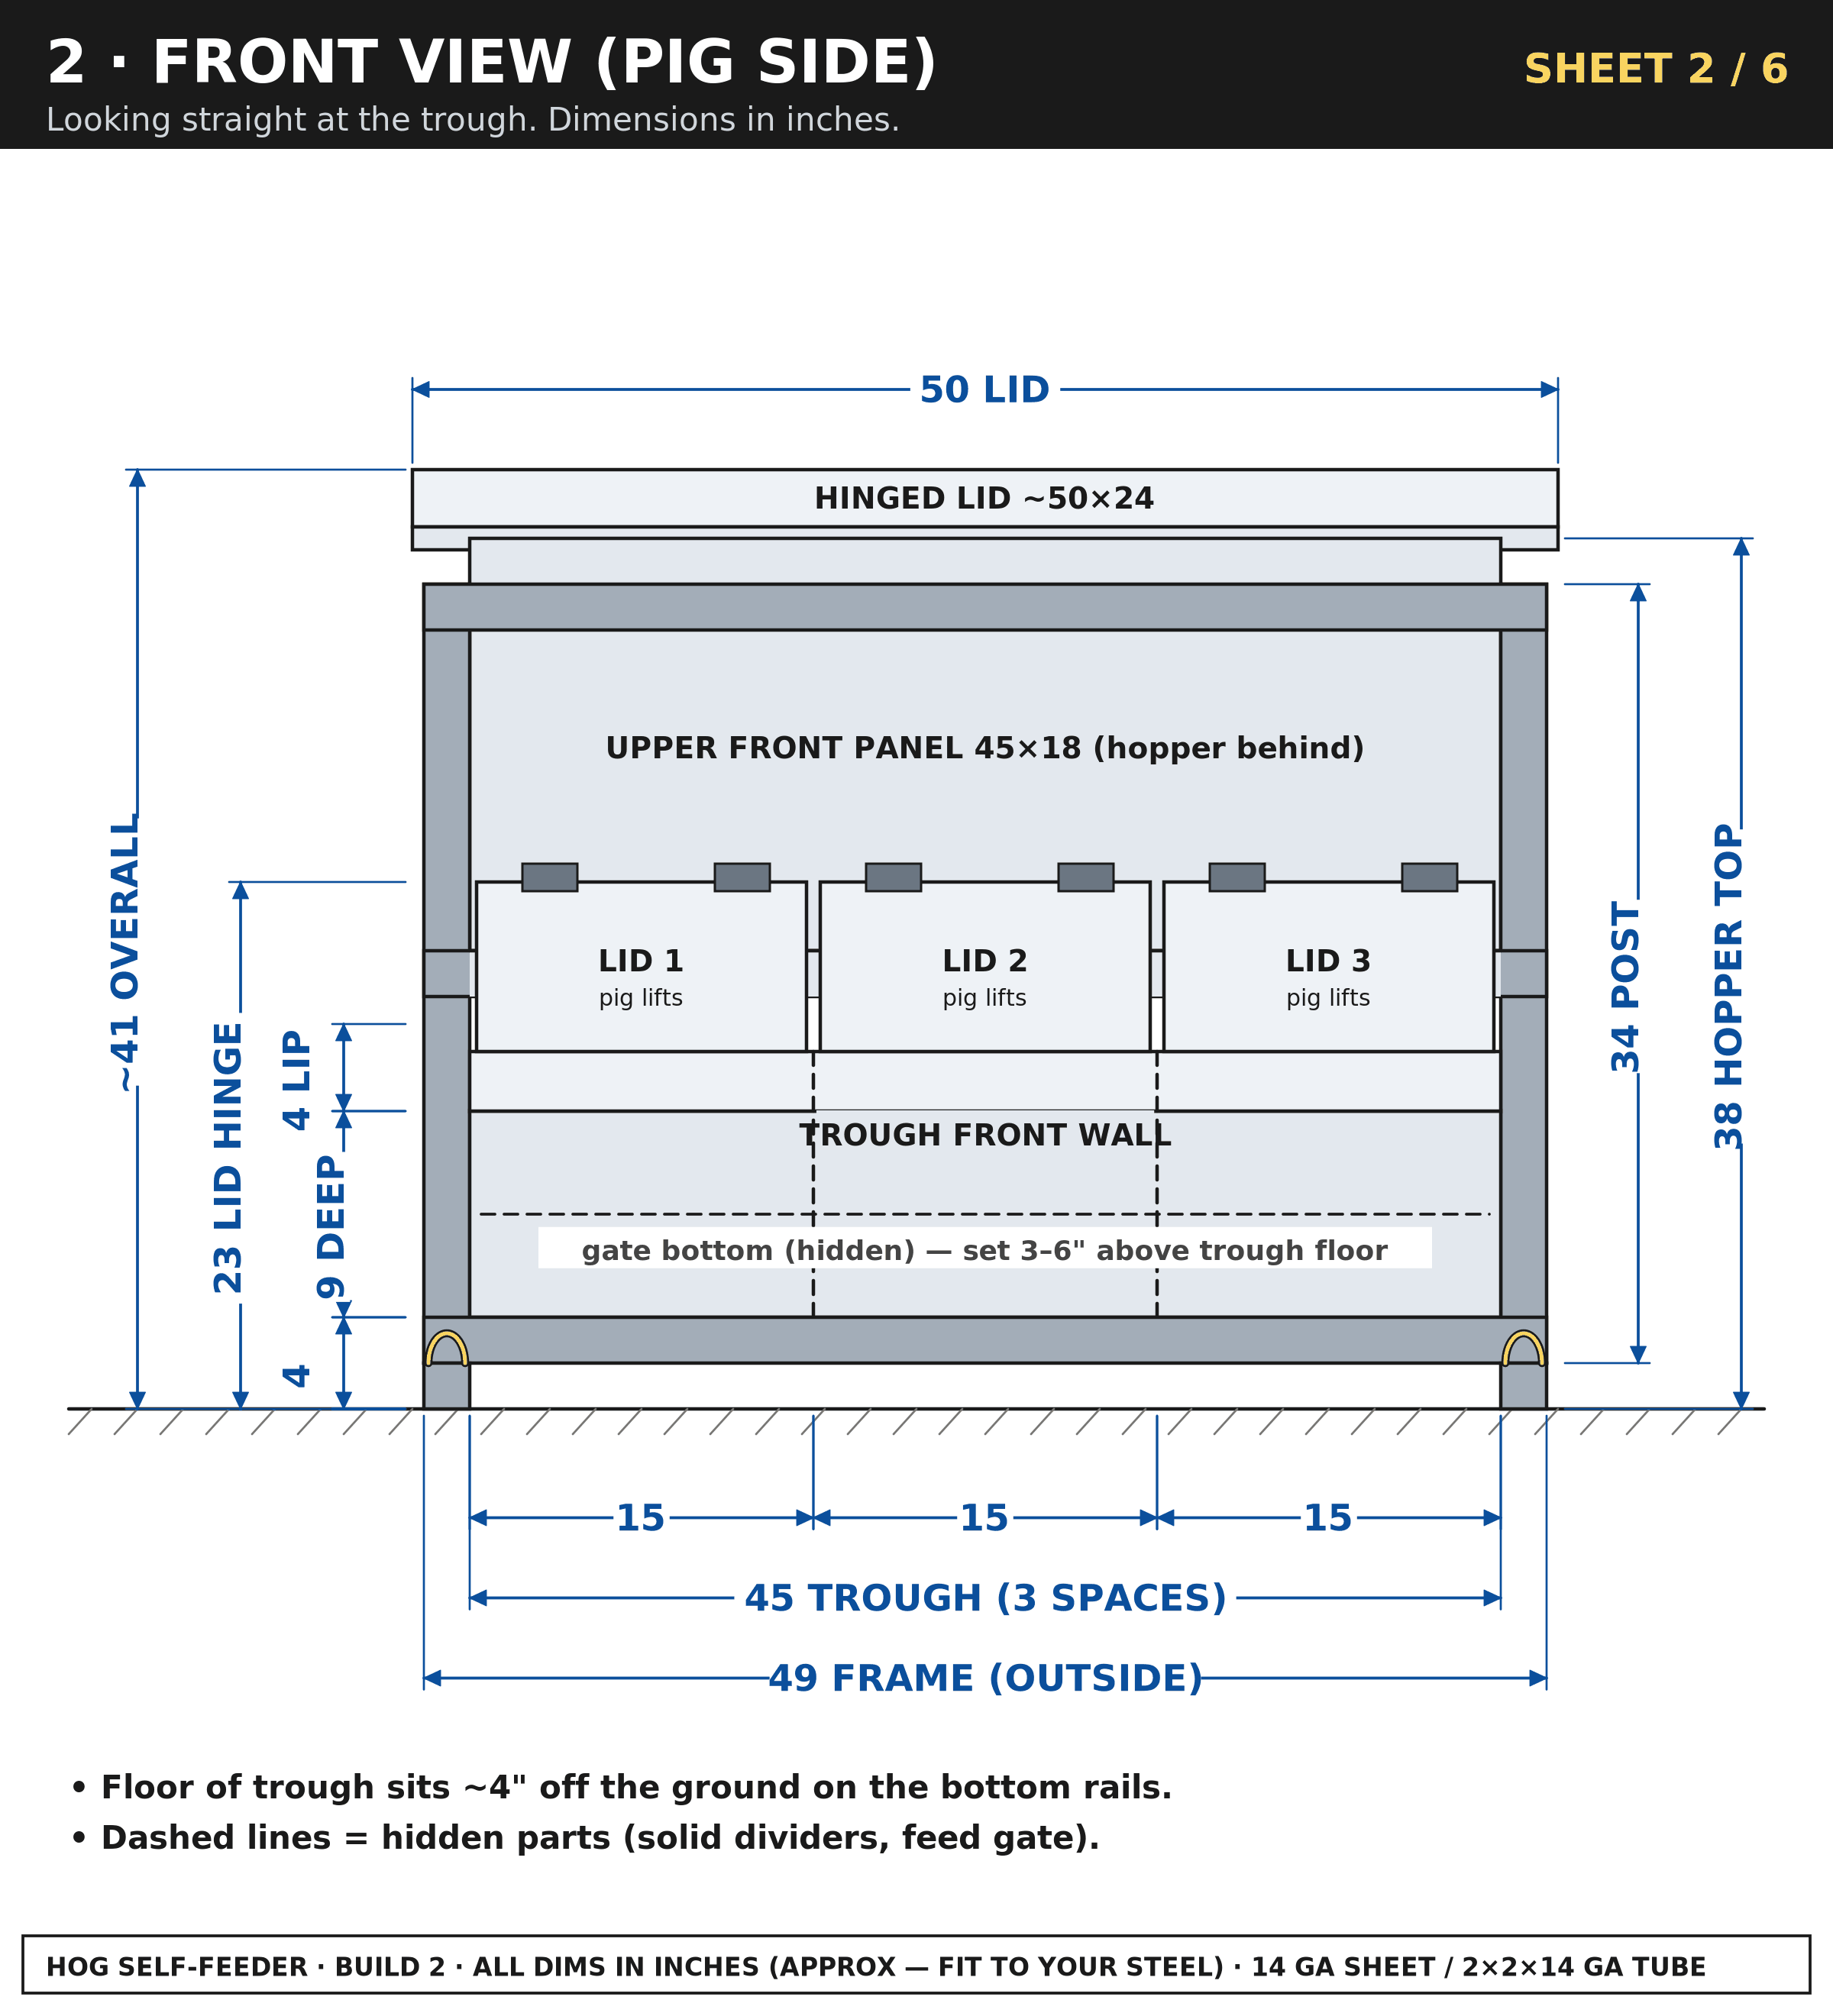 2 · FRONT VIEW (PIG SIDE)
SHEET 2 / 6
Looking straight at the trough. Dimensions in inches.
50 LID
HINGED LID ~50×24
UPPER FRONT PANEL 45×18 (hopper behind)
~41 OVERALL
23 LID HINGE
4 LIP
9 DEEP
4
LID 1
pig lifts
LID 2
pig lifts
LID 3
pig lifts
34 POST
38 HOPPER TOP
TROUGH FRONT WALL
gate bottom (hidden) — set 3–6" above trough floor
15
15
15
45 TROUGH (3 SPACES)
49 FRAME (OUTSIDE)
• Floor of trough sits ~4" off the ground on the bottom rails.
• Dashed lines = hidden parts (solid dividers, feed gate).
HOG SELF-FEEDER · BUILD 2 · ALL DIMS IN INCHES (APPROX — FIT TO YOUR STEEL) · 14 GA SHEET / 2×2×14 GA TUBE